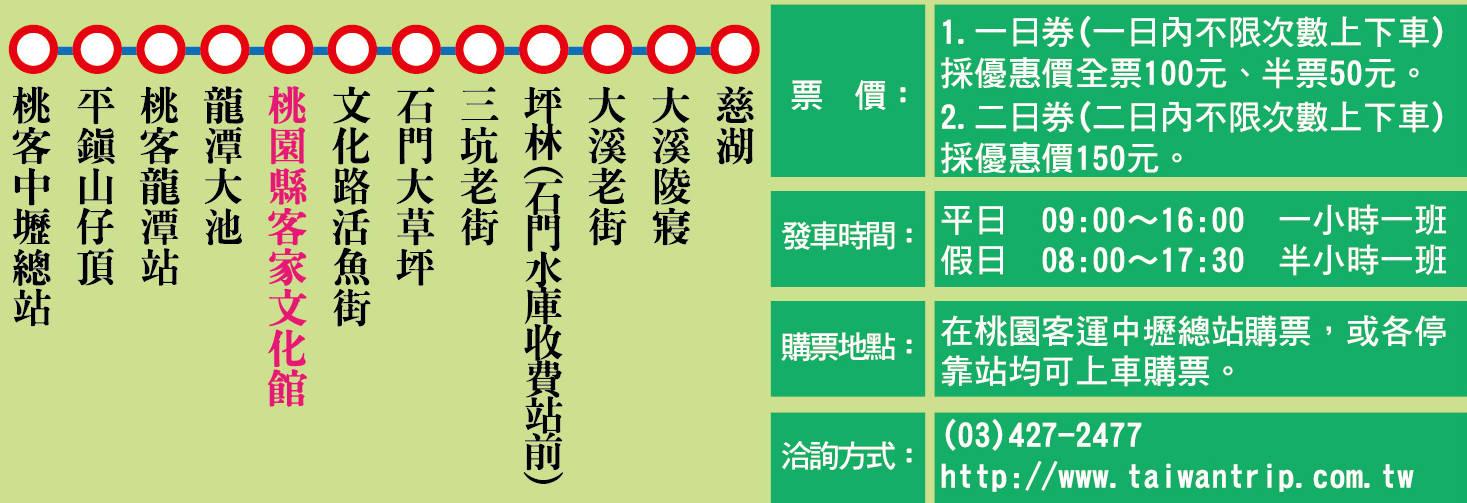 桃客中壢總站
平鎮山仔頂
桃客龍潭站
龍潭大池
桃園縣客家文化館
文化路活魚街
石門大草坪
三坑老街
坪林(石門水庫收費站前)
大溪老街
大溪陵寢
慈湖
票 價：
1.一日券(一日內不限次數上下車)
採優惠價全票100元、半票50元。
2.二日券(二日內不限次數上下車)
採優惠價150元。
發車時間：
平日 09:00～16:00 一小時一班
假日 08:00～17:30 半小時一班
購票地點：
在桃園客運中壢總站購票，或各停
靠站均可上車購票。
洽詢方式：
(03)427-2477
http://www.taiwantrip.com.tw